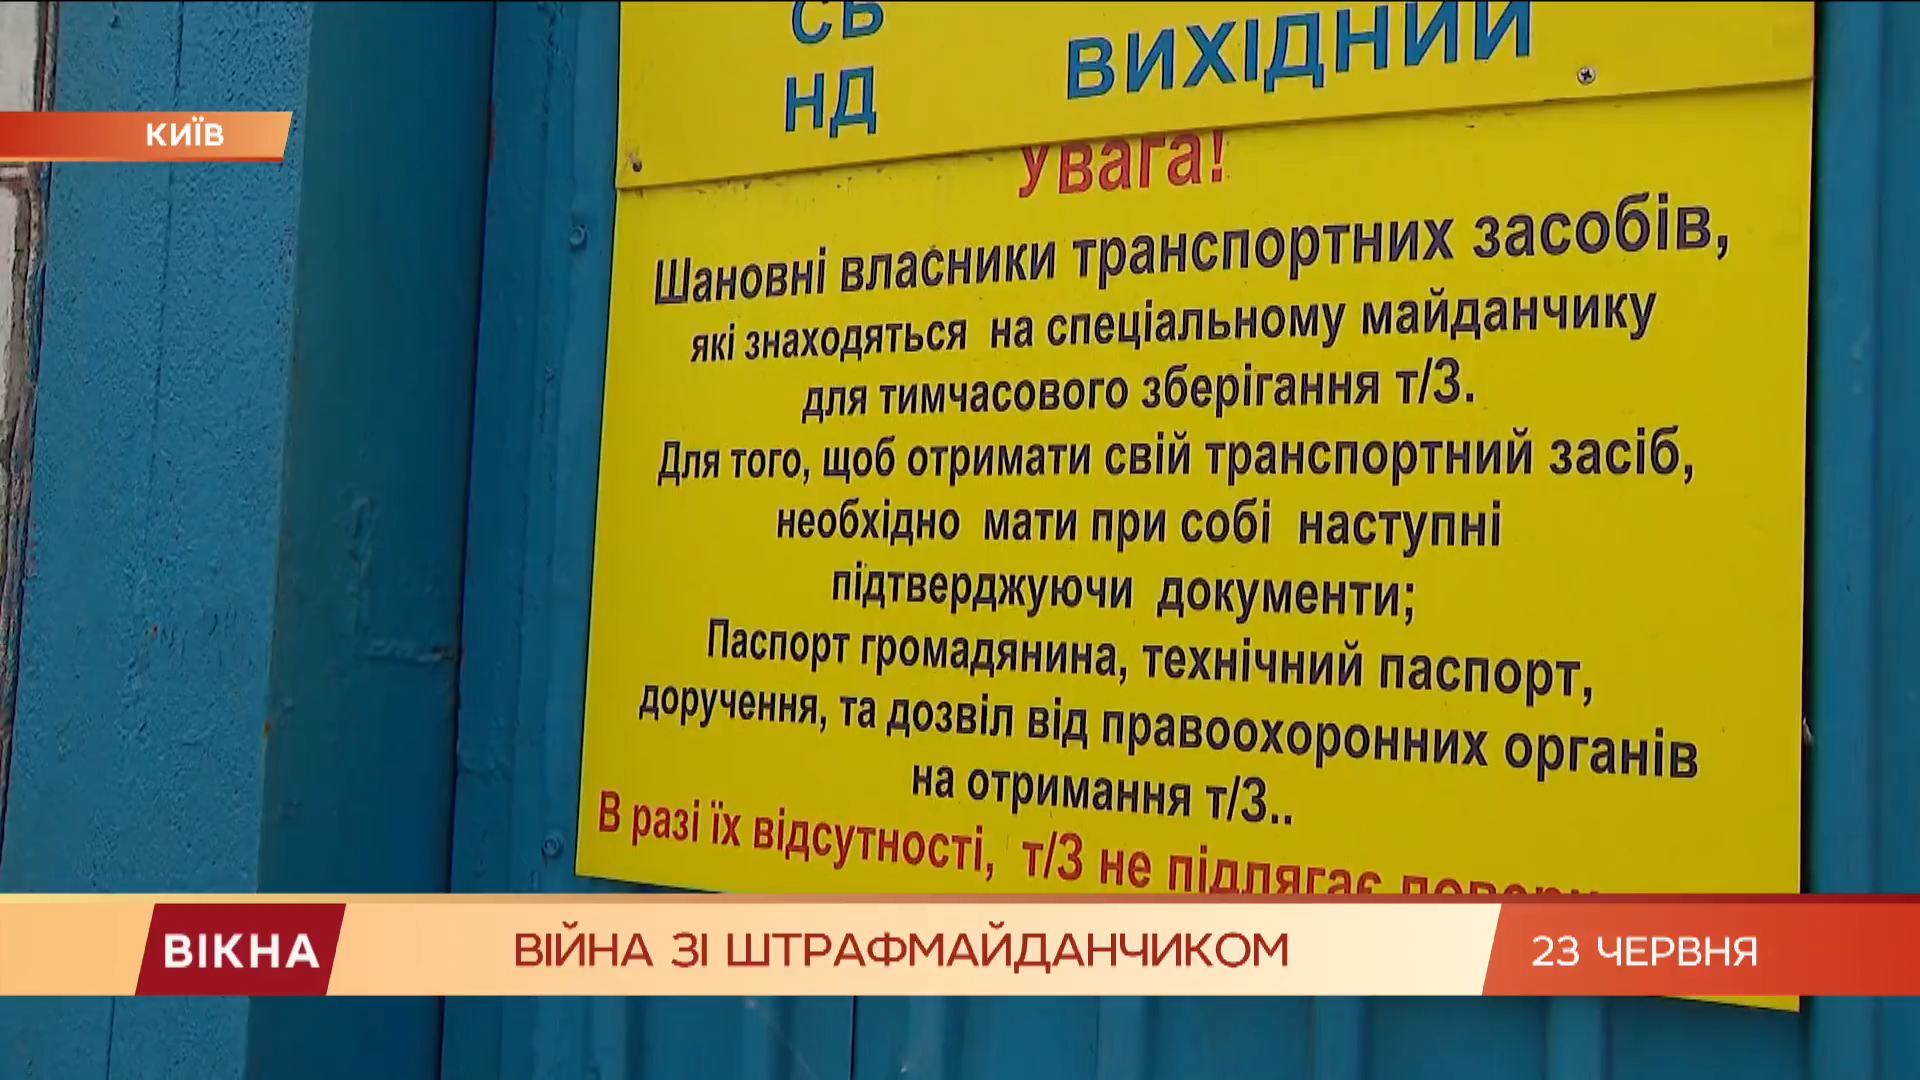 СБ
НД ВИХІДНИЙ
КИЇВ
Увага!
Шановні власники транспортних засобів,
які знаходяться на спеціальному майданчику
для тимчасового зберігання т/З.
Для того, щоб отримати свій транспортний засіб,
необхідно мати при собі наступні
підтверджуючи документи;
Паспорт громадянина, технічний паспорт,
доручення, та дозвіл від правоохоронних органів
на отримання т/З..
В разі їх відсутності, т/З не підлягає
ВІКНА ВІЙНА ЗІ ШТРАФМАЙДАНЧИКОМ 23 ЧЕРВНЯ